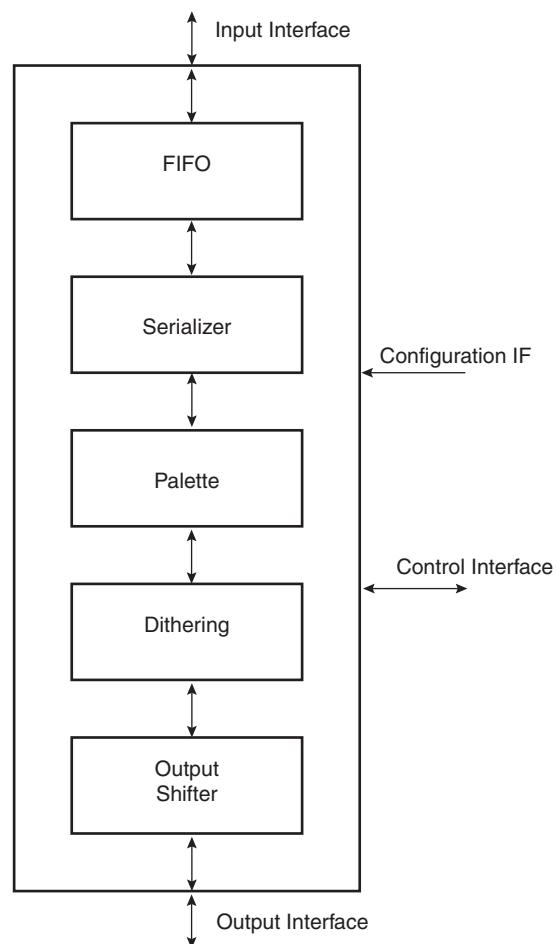 Input Interface
FIFO
Serializer
Configuration IF
Palette
Control Interface
Dithering
Output
Shifter
Output Interface